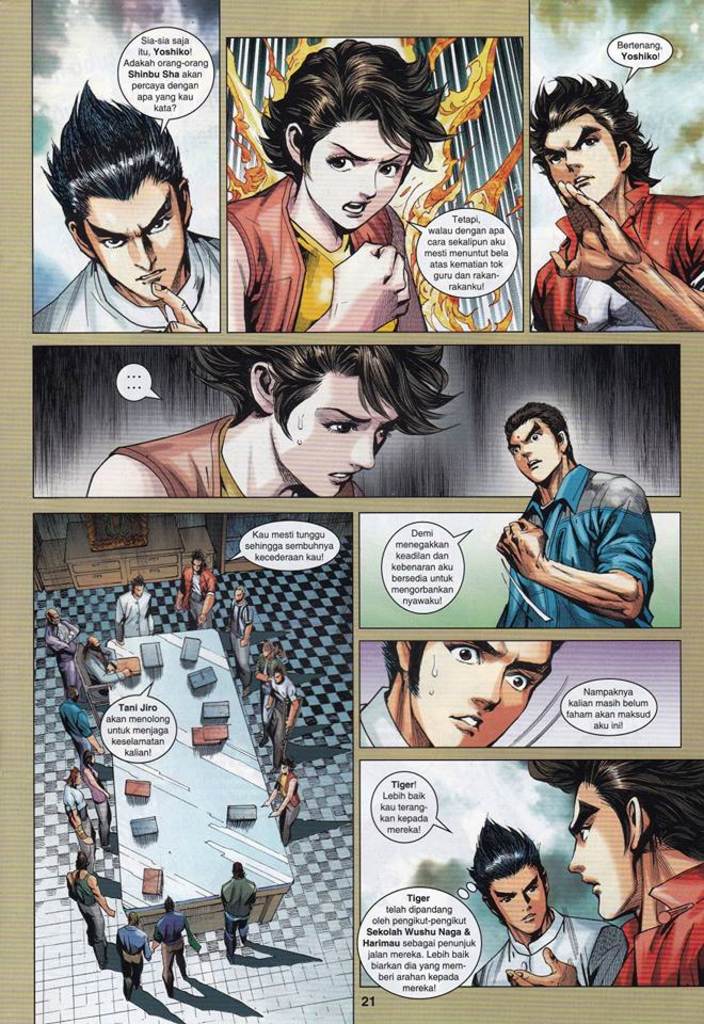 Sia-sia saja
itu, Yoshiko!
Adakah orang-orang
Shinbu Sha akan
percaya dengan
apa yang kau
kata?
Tetapi,
walau dengan apa
cara sekalipun aku
mesti menuntut bela
atas kematian tok
guru dan rakan-
rakanku!
Bertenang,
Yoshiko!
...
...
Kau mesti tunggu
sehingga sembuhnya
kecederaan kau!
Tani Jiro
akan menolong
untuk menjaga
keselamatan
kalian!
Demi
menegakkan
keadilan dan
kebenaran aku
bersedia untuk
mengorbankan
nyawaku!
Nampaknya
kalian masih belum
faham akan maksud
aku ini!
Tiger!
Lebih baik
kau terang-
kan kepada
mereka!
Tiger
telah dipandang
oleh pengikut-pengikut
Sekolah Wushu Naga &
Harimau sebagai penunjuk
jalan mereka. Lebih baik
biarkan dia yang mem-
beri arahan kepada
mereka!
21